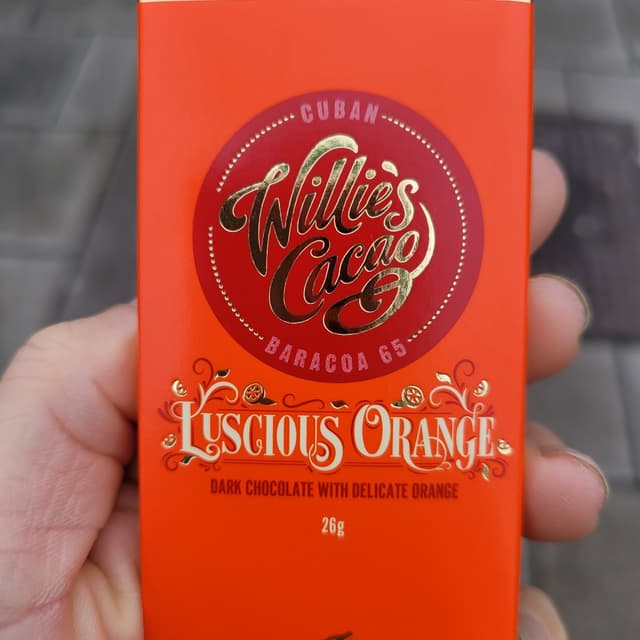 CUBAN
Willie's
Cacao
BARACOA 65
LUSCIOUS ORANGE
DARK CHOCOLATE WITH DELICATE ORANGE
26g